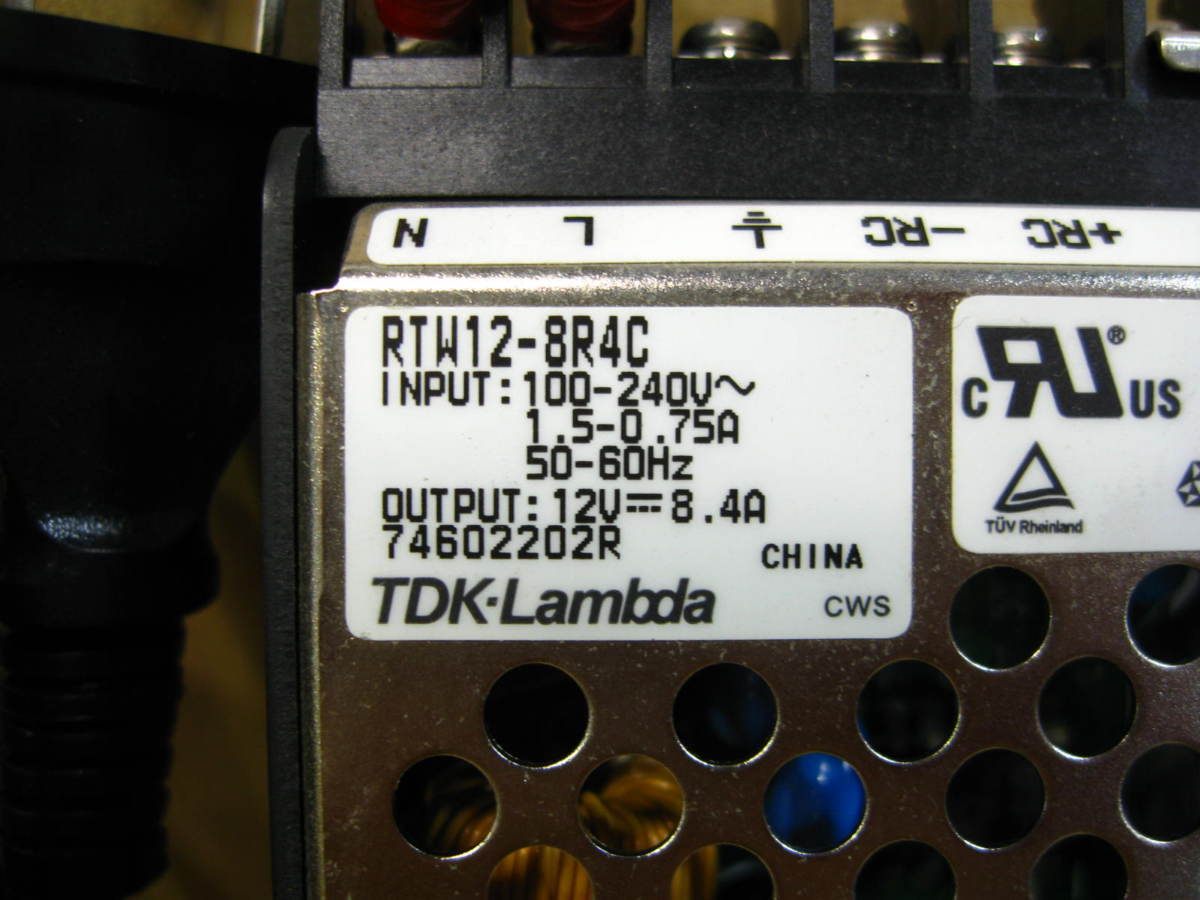 N L ⏚ -RC +RC
RTW12-8R4C
INPUT:100-240V~
1.5-0.75A
50-60Hz
OUTPUT:12V⎓8.4A
74602202R
CHINA
TDK·Lambda
CWS
C RU® US
TÜV Rheinland